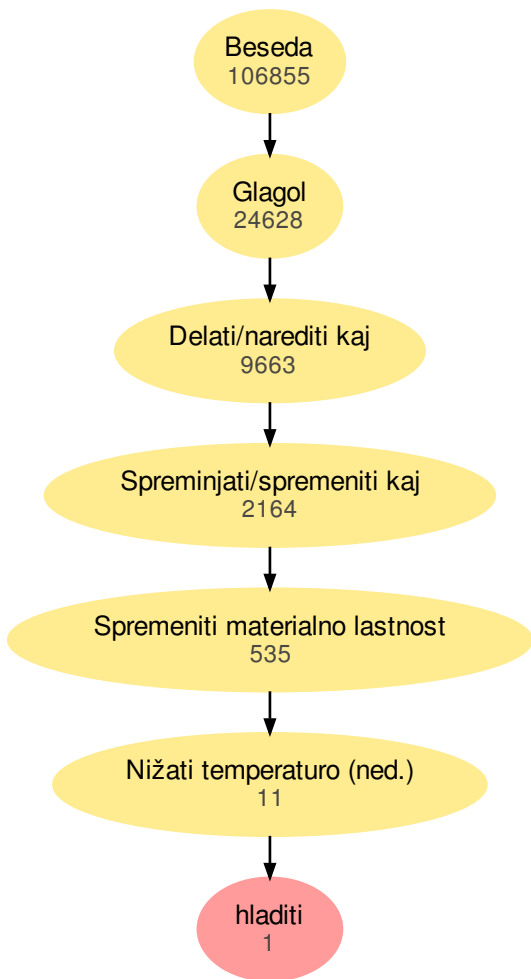 Beseda
106855
Glagol
24628
Delati/narediti kaj
9663
Spreminjati/spremeniti kaj
2164
Spremeniti materialno lastnost
535
Nižati temperaturo (ned.)
11
hladiti
1